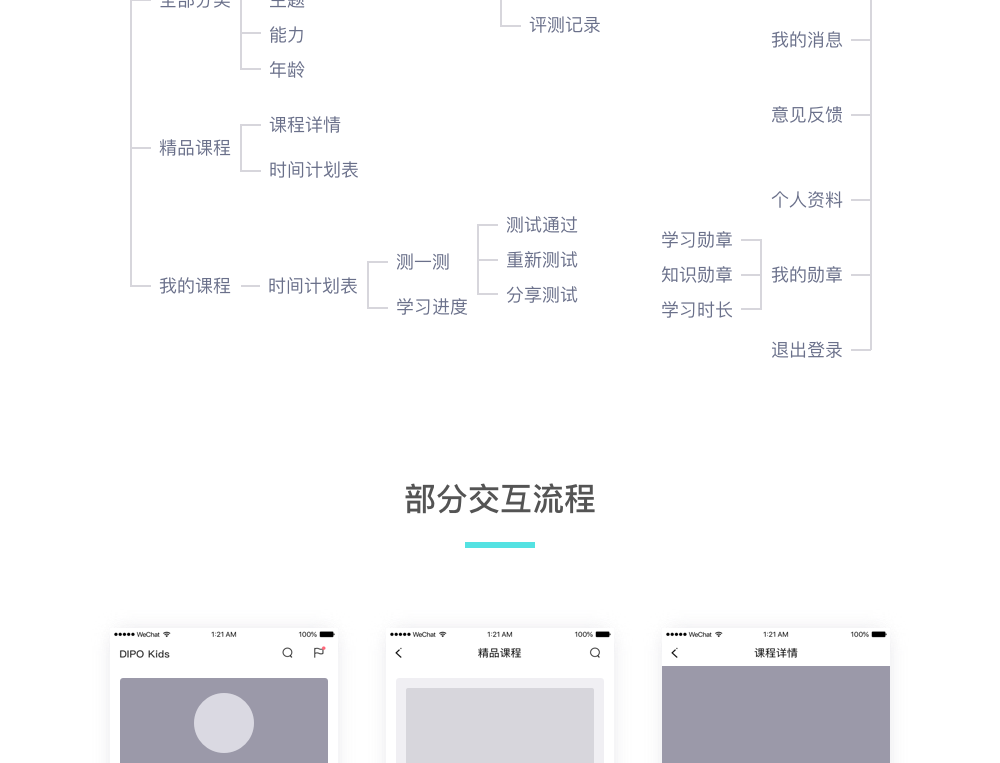 全部分类
主题
能力
年龄
评测记录
我的消息
意见反馈
精品课程
课程详情
时间计划表
个人资料
我的课程
时间计划表
测一测
学习进度
测试通过
重新测试
分享测试
学习勋章
知识勋章
学习时长
我的勋章
退出登录
部分交互流程
WeChat 1:21 AM 100%
DIPO Kids
WeChat 1:21 AM 100%
精品课程
WeChat 1:21 AM 100%
课程详情